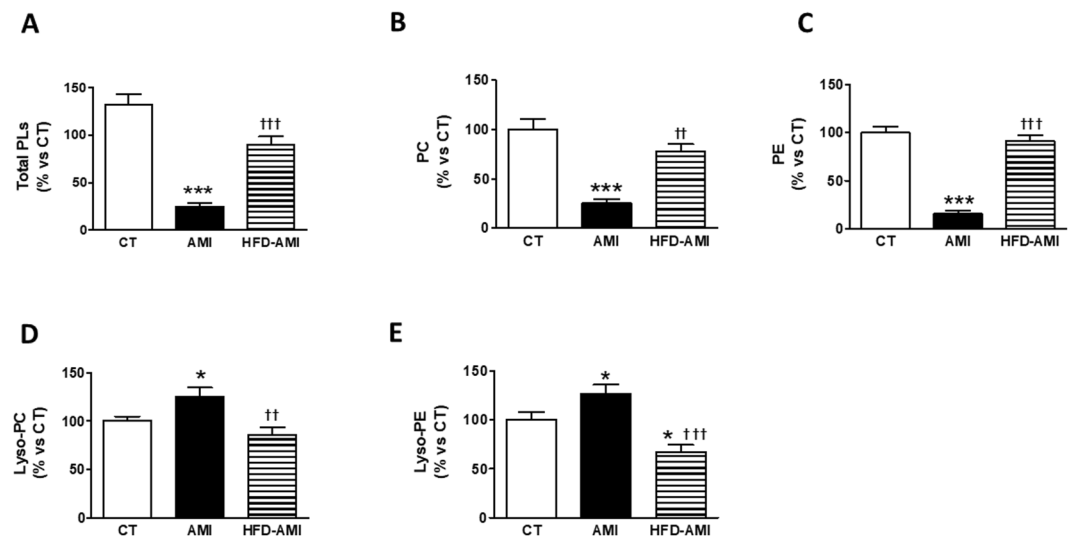 A
Total PLs
(% vs CT)
150
100
50
0
***
†††
CT AMI HFD-AMI
B
PC
(% vs CT)
150
100
50
0
***
††
CT AMI HFD-AMI
C
PE
(% vs CT)
150
100
50
0
***
†††
CT AMI HFD-AMI
D
Lyso-PC
(% vs CT)
150
100
50
0
*
††
CT AMI HFD-AMI
E
Lyso-PE
(% vs CT)
150
100
50
0
*
* †††
CT AMI HFD-AMI